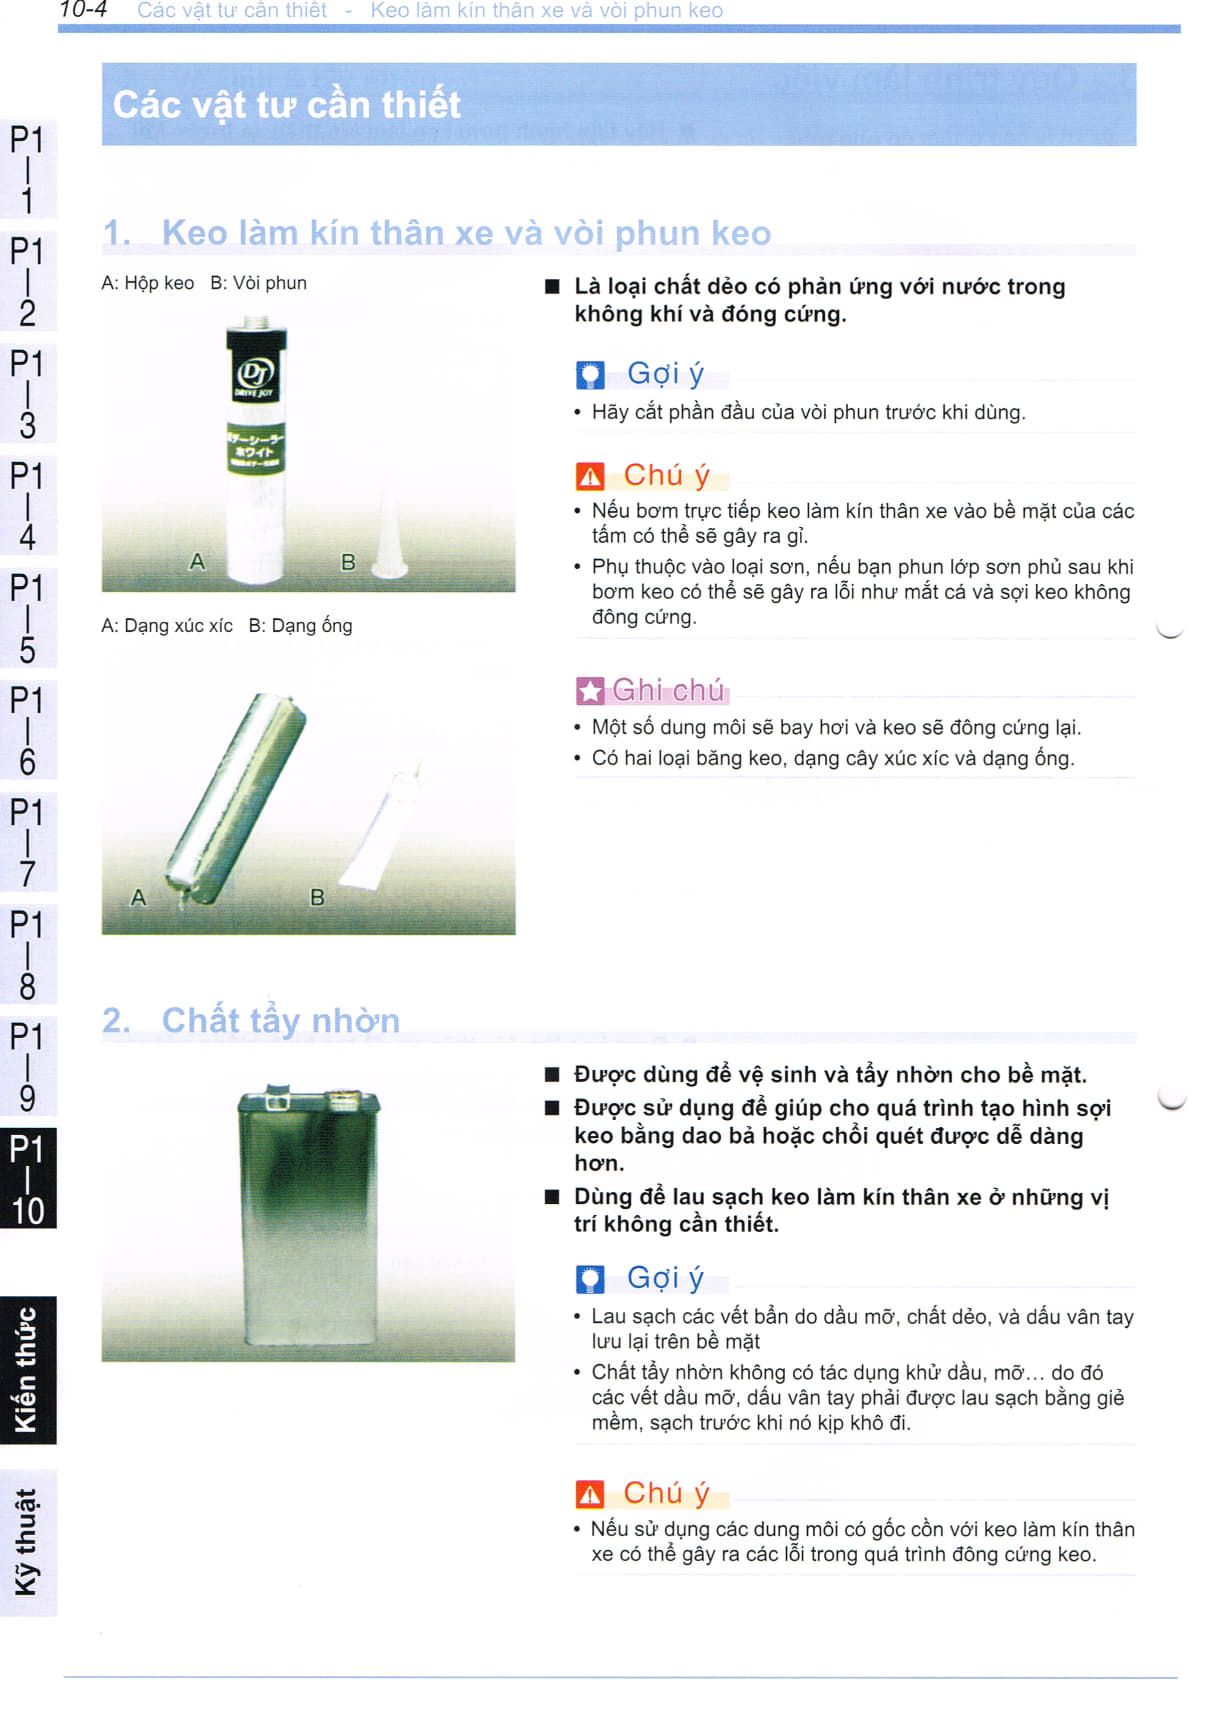 10-4 Các vật tư cần thiết - Keo làm kín thân xe và vòi phun keo
Các vật tư cần thiết
P1
1
P1
2
P1
3
P1
4
P1
5
P1
6
P1
7
P1
8
P1
9
P1
10
Kiến thức
Kỹ thuật
1. Keo làm kín thân xe và vòi phun keo
A: Hộp keo B: Vòi phun
DJ
DRIVE JOY
ボデーシーラー
ホワイト
A
B
A: Dạng xúc xíc B: Dạng ống
A
B
■ Là loại chất dẻo có phản ứng với nước trong
không khí và đóng cứng.
Gợi ý
• Hãy cắt phần đầu của vòi phun trước khi dùng.
Chú ý
• Nếu bơm trực tiếp keo làm kín thân xe vào bề mặt của các
tấm có thể sẽ gây ra gỉ.
• Phụ thuộc vào loại sơn, nếu bạn phun lớp sơn phủ sau khi
bơm keo có thể sẽ gây ra lỗi như mắt cá và sợi keo không
đông cứng.
Ghi chú
• Một số dung môi sẽ bay hơi và keo sẽ đông cứng lại.
• Có hai loại băng keo, dạng cây xúc xíc và dạng ống.
2. Chất tẩy nhờn
■ Được dùng để vệ sinh và tẩy nhờn cho bề mặt.
■ Được sử dụng để giúp cho quá trình tạo hình sợi
keo bằng dao bả hoặc chổi quét được dễ dàng
hơn.
■ Dùng để lau sạch keo làm kín thân xe ở những vị
trí không cần thiết.
Gợi ý
• Lau sạch các vết bẩn do dầu mỡ, chất dẻo, và dấu vân tay
lưu lại trên bề mặt
• Chất tẩy nhờn không có tác dụng khử dầu, mỡ... do đó
các vết dầu mỡ, dấu vân tay phải được lau sạch bằng giẻ
mềm, sạch trước khi nó kịp khô đi.
Chú ý
• Nếu sử dụng các dung môi có gốc cồn với keo làm kín thân
xe có thể gây ra các lỗi trong quá trình đông cứng keo.